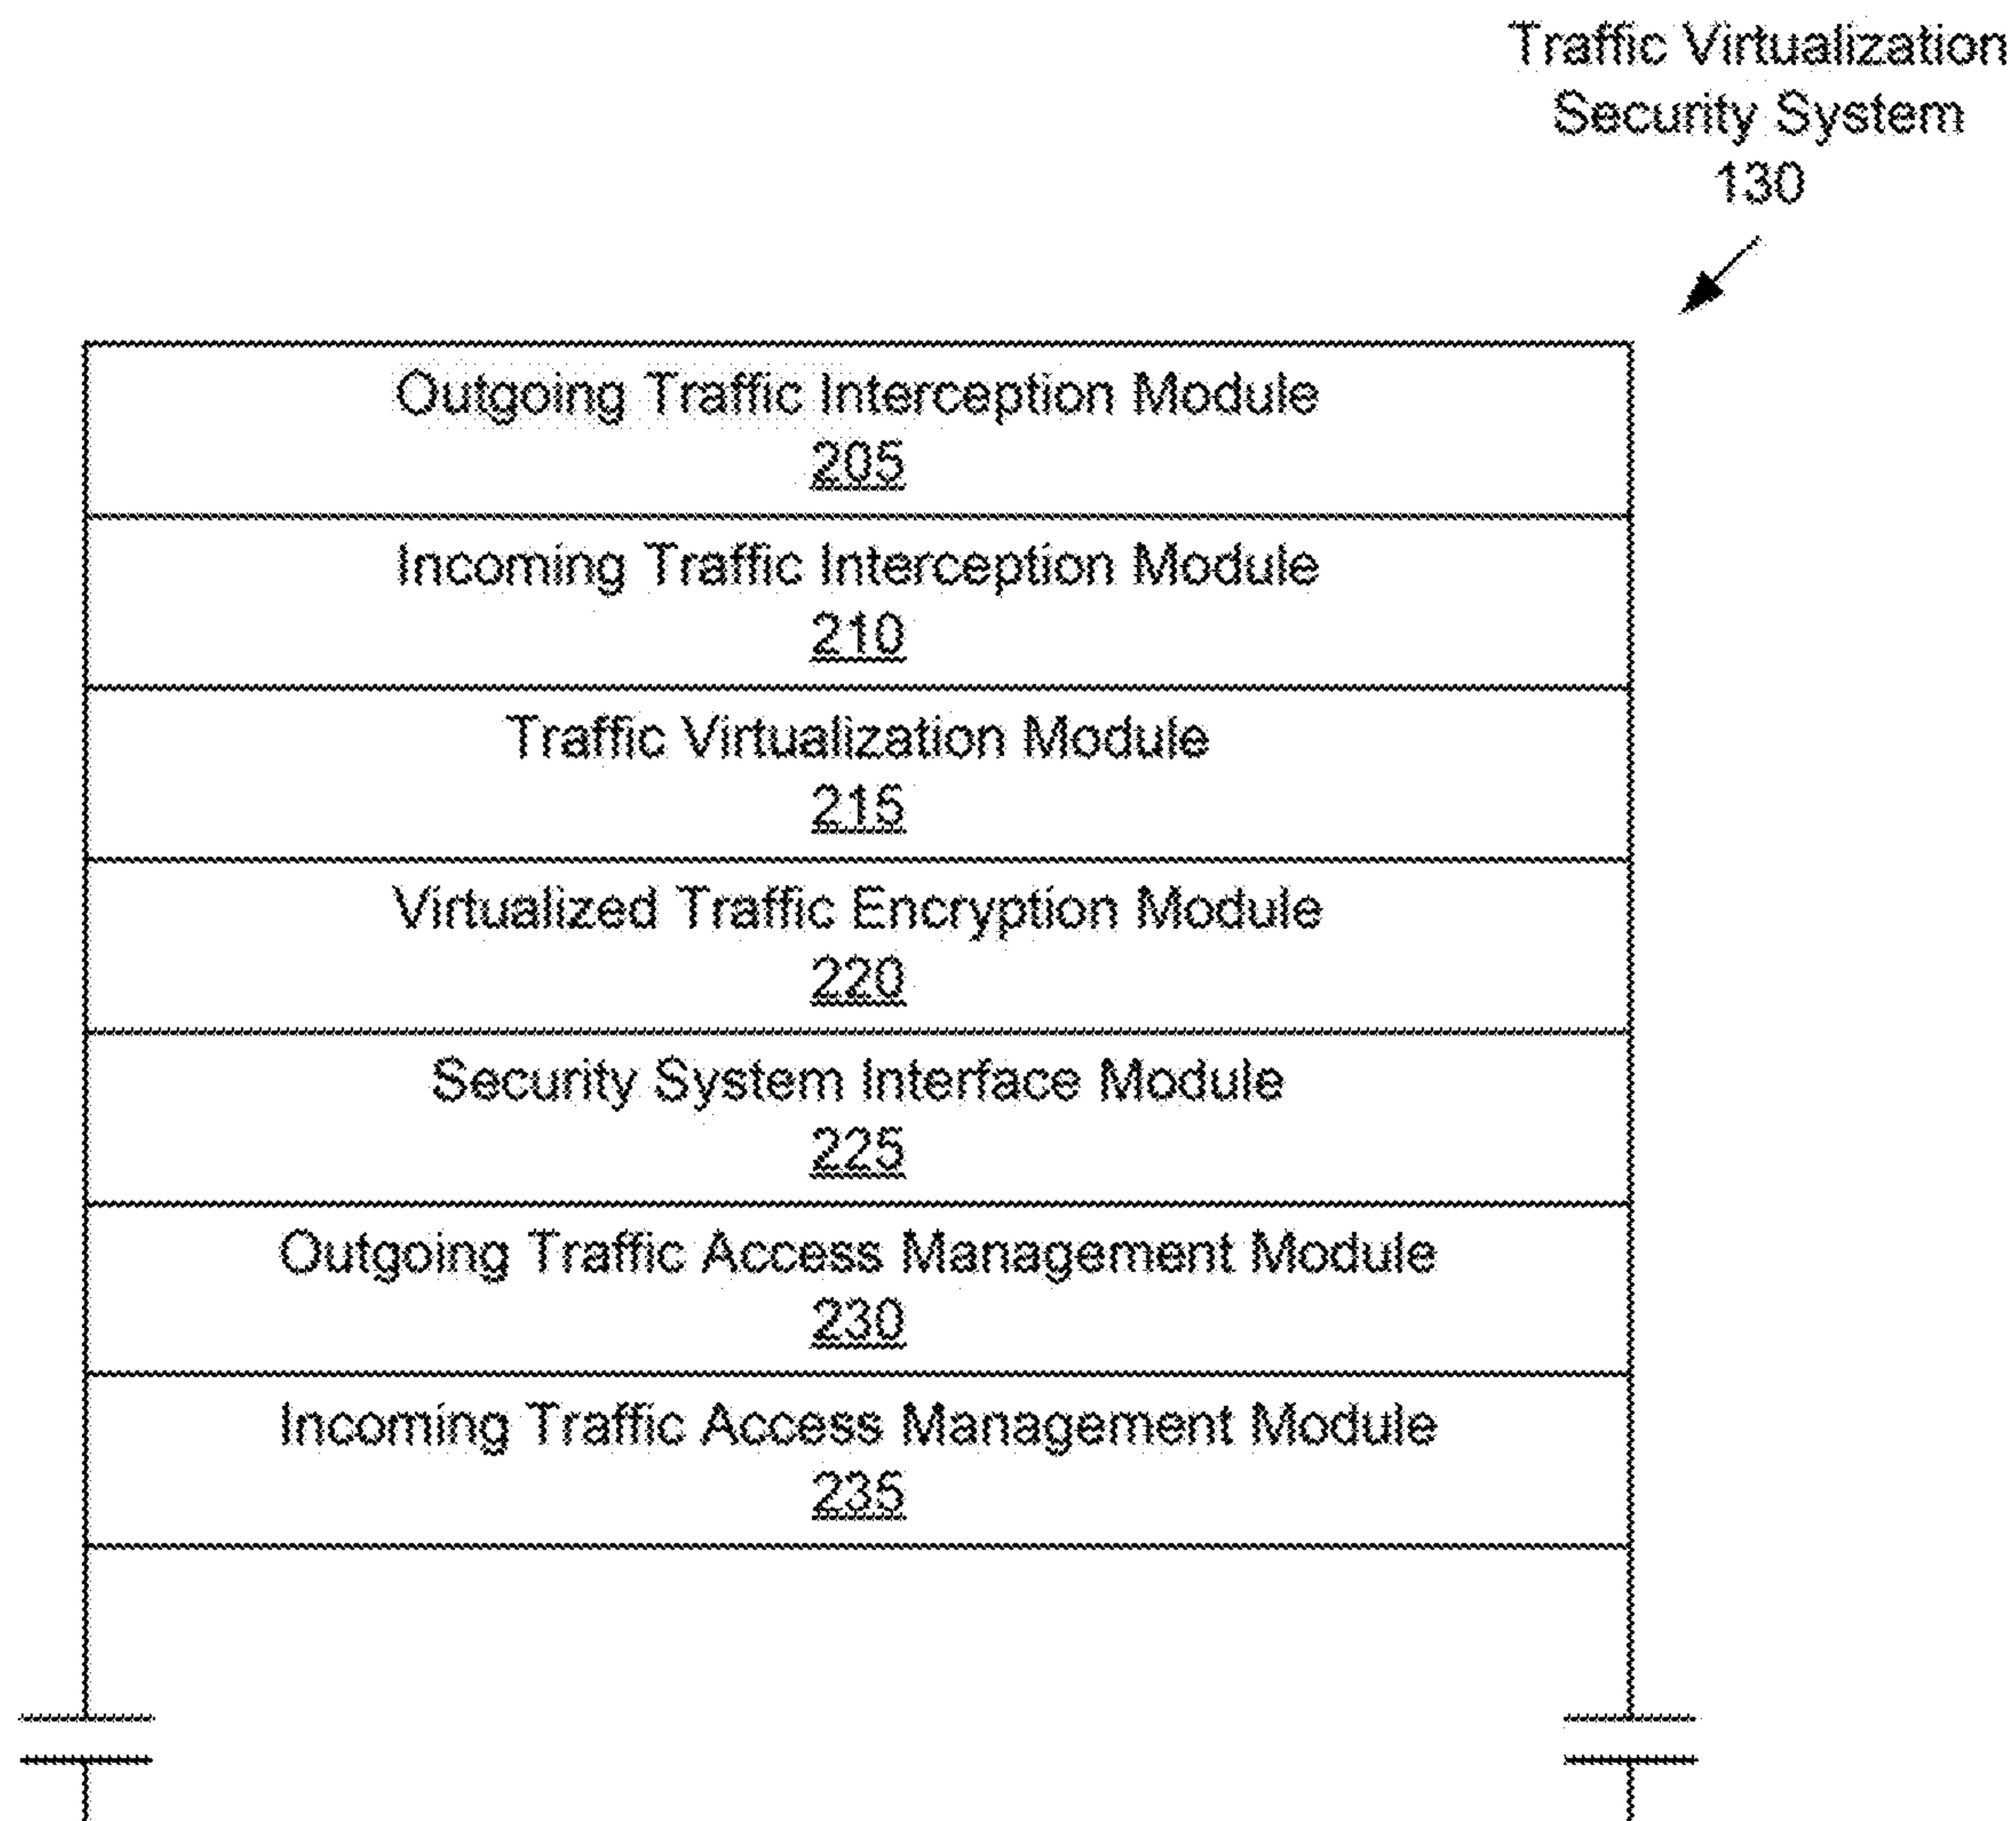 Traffic Virtualization
Security System
130
Outgoing Traffic Interception Module
205
Incoming Traffic Interception Module
210
Traffic Virtualization Module
215
Virtualized Traffic Encryption Module
220
Security System Interface Module
225
Outgoing Traffic Access Management Module
230
Incoming Traffic Access Management Module
235